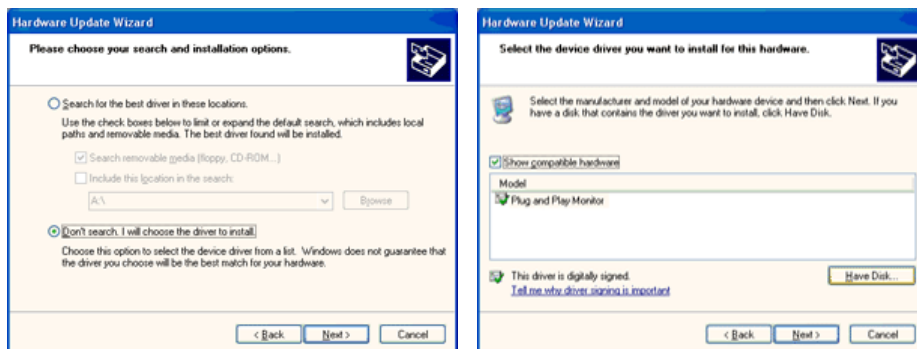 Hardware Update Wizard
Please choose your search and installation options.
Search for the best driver in these locations.
Use the check boxes below to limit or expand the default search, which includes local
paths and removable media. The best driver found will be installed.
Search removable media (floppy, CD-ROM...)
Include this location in the search:
A:\
Browse
Don't search. I will choose the driver to install.
Choose this option to select the device driver from a list. Windows does not guarantee that
the driver you choose will be the best match for your hardware.
< Back
Next >
Cancel
Hardware Update Wizard
Select the device driver you want to install for this hardware.
Select the manufacturer and model of your hardware device and then click Next. If you
have a disk that contains the driver you want to install, click Have Disk.
Show compatible hardware
Model
Plug and Play Monitor
This driver is digitally signed.
Tell me why driver signing is important
Have Disk...
< Back
Next >
Cancel